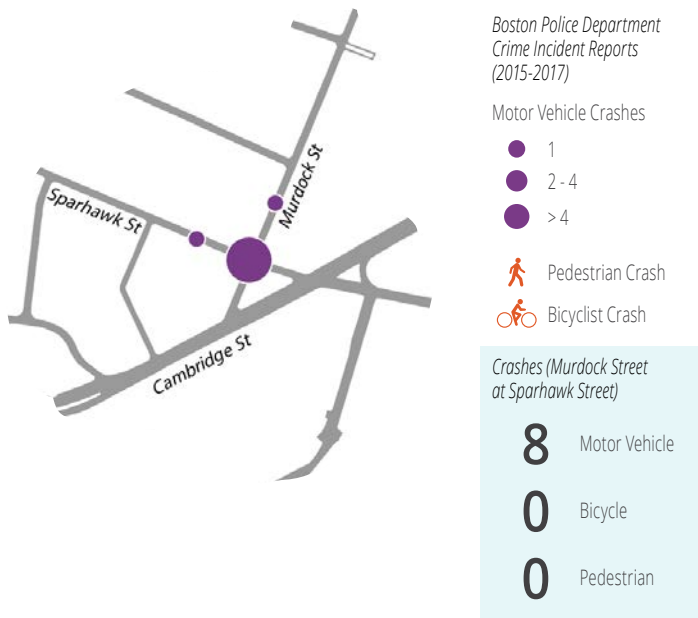 Murdock St
Sparhawk St
Cambridge St
Boston Police Department
Crime Incident Reports
(2015-2017)
Motor Vehicle Crashes
1
2 - 4
> 4
Pedestrian Crash
Bicyclist Crash
Crashes (Murdock Street
at Sparhawk Street)
8 Motor Vehicle
0 Bicycle
0 Pedestrian